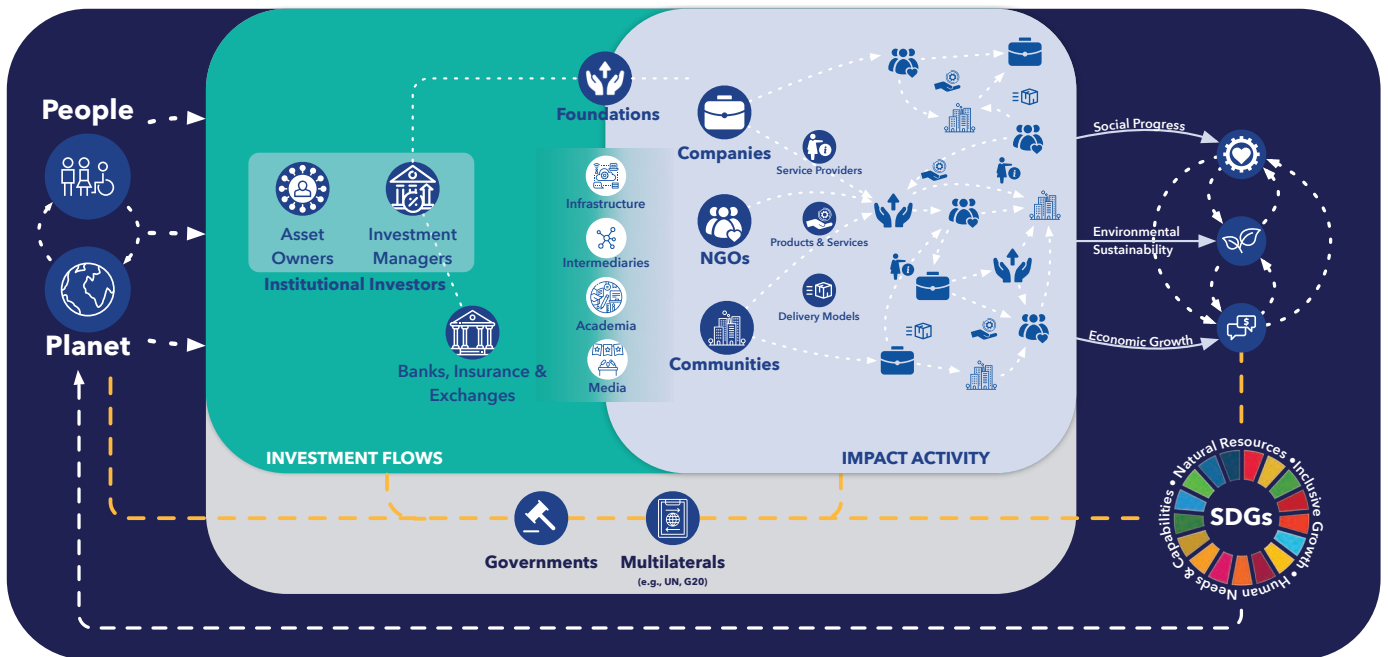 People
Planet
Asset
Owners
Investment
Managers
Institutional Investors
Banks, Insurance &
Exchanges
INVESTMENT FLOWS
Foundations
Infrastructure
Intermediaries
Academia
Media
Companies
NGOs
Communities
Service Providers
Products & Services
Delivery Models
IMPACT ACTIVITY
Governments
Multilaterals
(e.g., UN, G20)
Social Progress
Environmental
Sustainability
Economic Growth
$
SDGs
Natural Resources • Inclusive Growth • Human Needs & Capabilities •